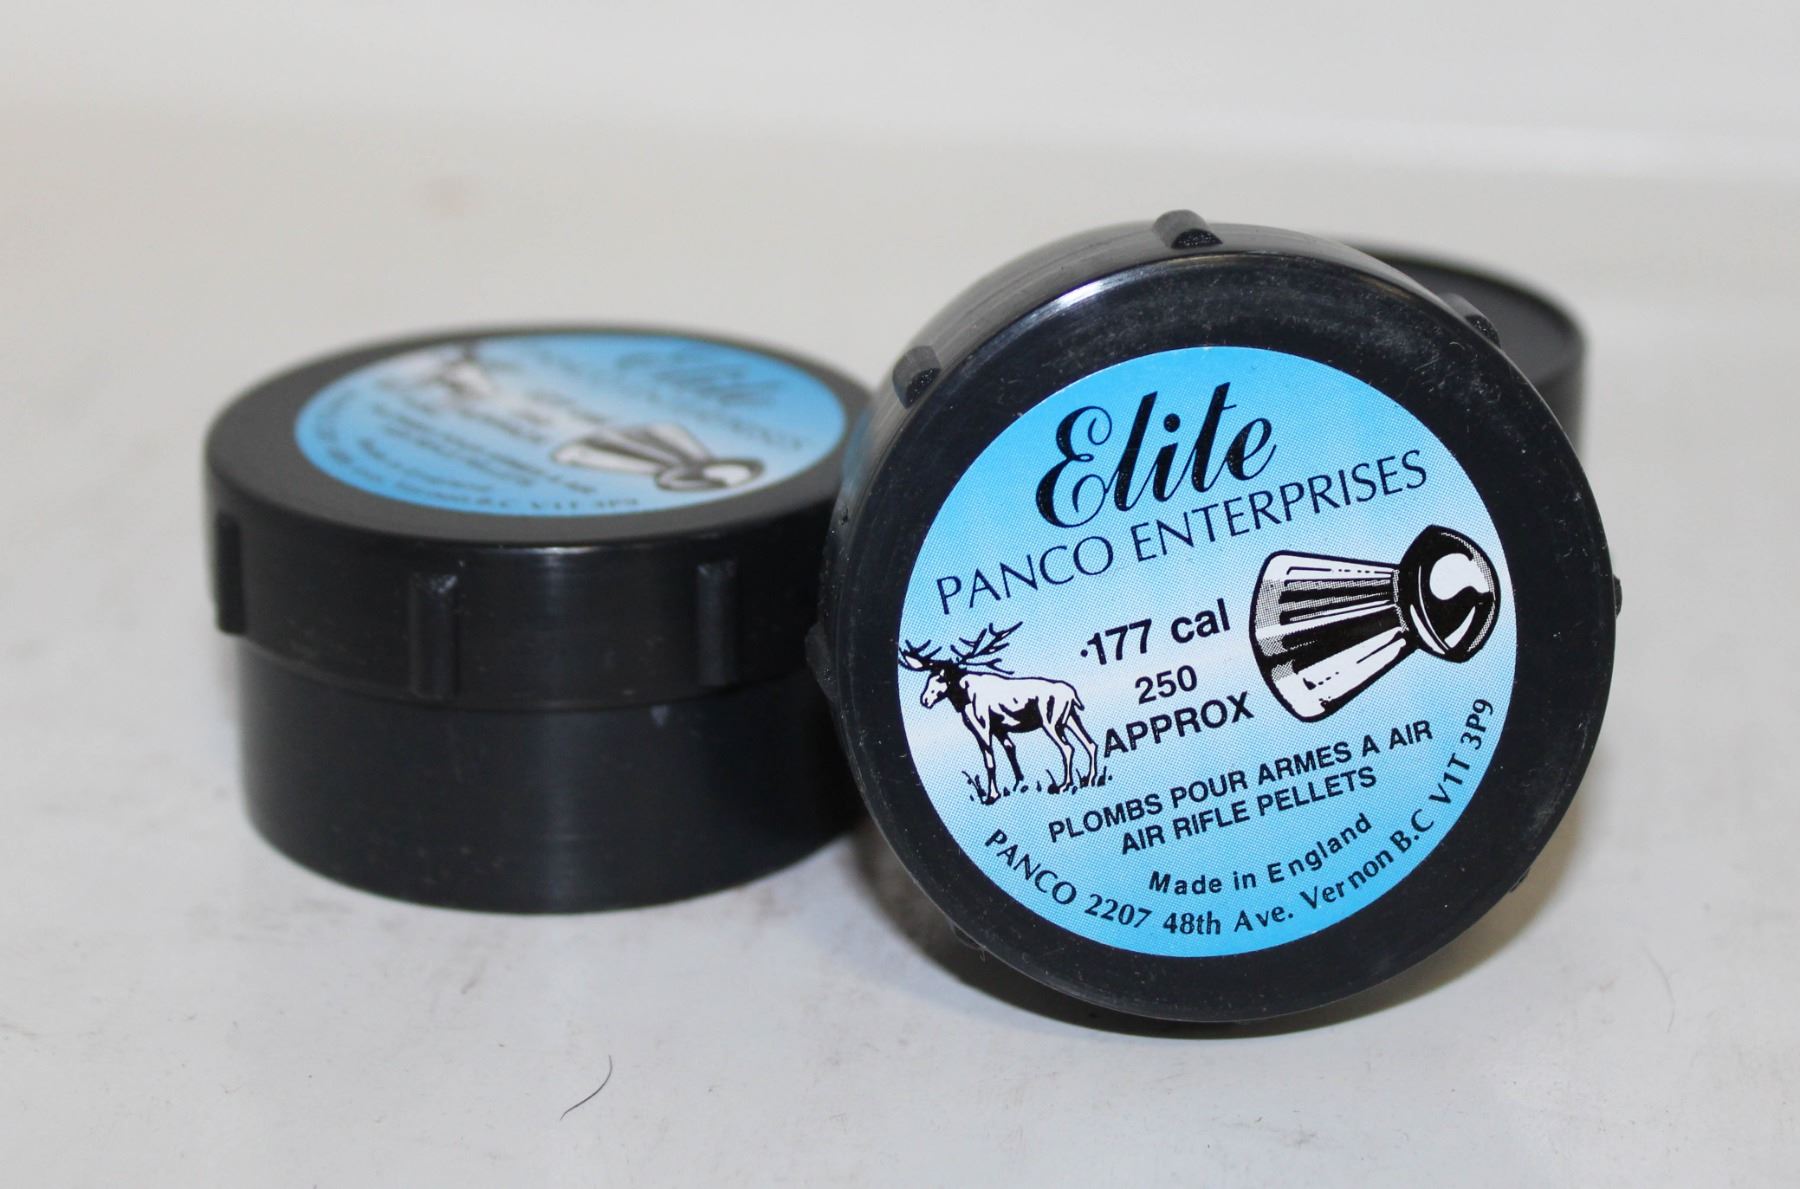 Elite
PANCO ENTERPRISES
.177 cal
250
APPROX
PLOMBS POUR ARMES A AIR
AIR RIFLE PELLETS
Made in England
PANCO 2207 48th Ave. Vernon B.C V1T 3P9
Elite